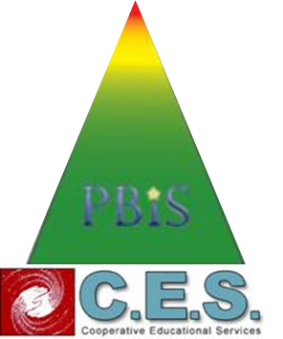 PBiS
C.E.S.
Cooperative Educational Services